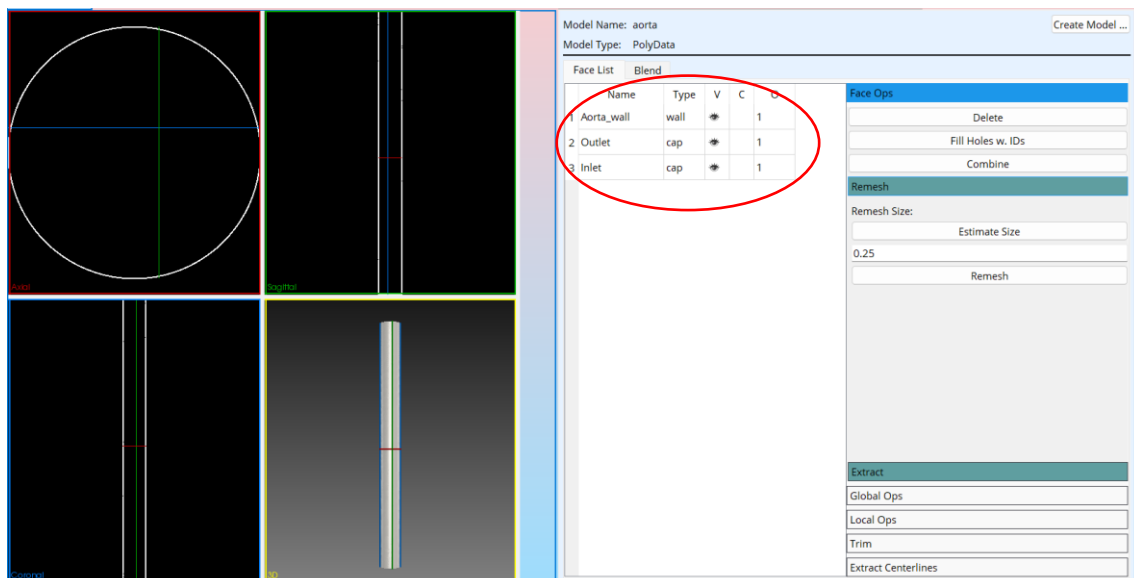 Model Name: aorta
Create Model ...
Model Type: PolyData
Face List Blend
Name Type V C O
1 Aorta_wall wall 1
2 Outlet cap 1
3 Inlet cap 1
Face Ops
Delete
Fill Holes w. IDs
Combine
Remesh
Remesh Size:
Estimate Size
0.25
Remesh
Extract
Global Ops
Local Ops
Trim
Extract Centerlines
Axial
Sagittal
Coronal
3D